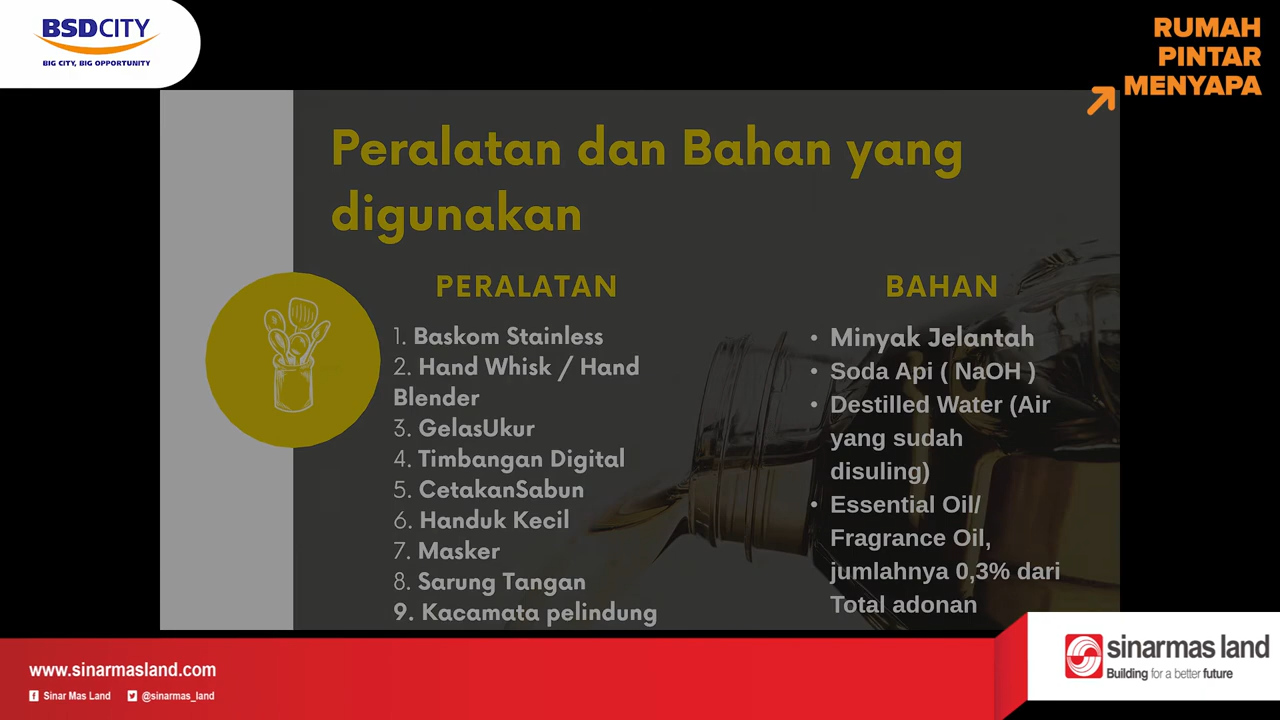 BSDCITY
BIG CITY, BIG OPPORTUNITY
RUMAH
PINTAR
MENYAPA
Peralatan dan Bahan yang
digunakan
PERALATAN
1. Baskom Stainless
2. Hand Whisk / Hand
Blender
3. GelasUkur
4. Timbangan Digital
5. CetakanSabun
6. Handuk Kecil
7. Masker
8. Sarung Tangan
9. Kacamata pelindung
BAHAN
• Minyak Jelantah
• Soda Api ( NaOH )
• Destilled Water (Air
yang sudah
disuling)
• Essential Oil/
Fragrance Oil,
jumlahnya 0,3% dari
Total adonan
www.sinarmasland.com
Sinar Mas Land @sinarmas_land
sinarmas land
Building for a better future